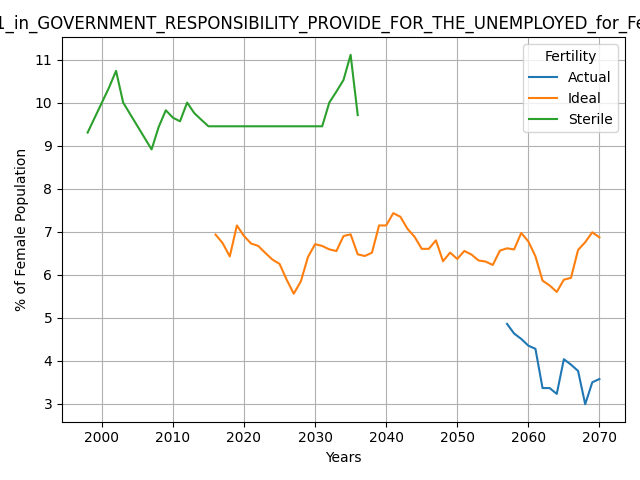 1_in_GOVERNMENT_RESPONSIBILITY_PROVIDE_FOR_THE_UNEMPLOYED_for_Fe
Fertility
Actual
Ideal
Sterile
% of Female Population
11
10
9
8
7
6
5
4
3
2000 2010 2020 2030 2040 2050 2060 2070
Years